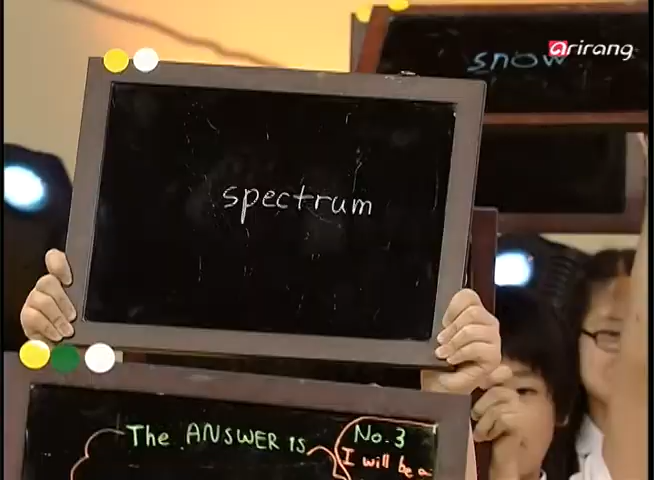 arirang
snow
spectrum
The ANSWER is
No.3
I will be a